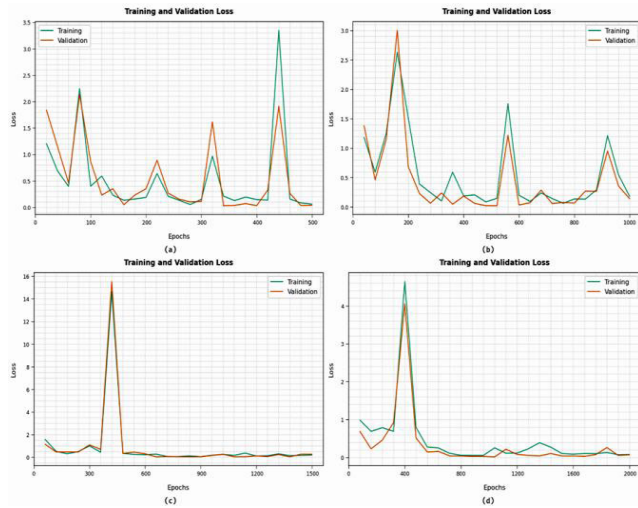 Training and Validation Loss
Training
Validation
3.5
3.0
2.5
2.0
1.5
1.0
0.5
0.0
Loss
0
100
200
300
400
500
Epochs
(a)
Training and Validation Loss
Training
Validation
3.0
2.5
2.0
1.5
1.0
0.5
0.0
Loss
0
200
400
600
800
1000
Epochs
(b)
Training and Validation Loss
Training
Validation
16
14
12
10
8
6
4
2
0
Loss
0
300
600
900
1200
1500
Epochs
(c)
Training and Validation Loss
Training
Validation
4
3
2
1
0
Loss
0
400
800
1200
1600
2000
Epochs
(d)